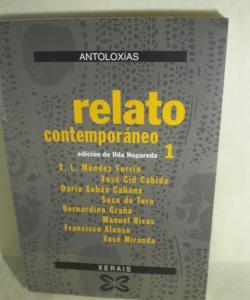 ANTOLOXÍAS
relato
contemporáneo 1
edición de Ilda Nogareda
X. L. Méndez Ferrín
Xosé Cid Cabido
Darío Xohán Cabana
Suso de Toro
Bernardino Graña
Manuel Rivas
Francisco Alonso
Xosé Miranda
XERAIS